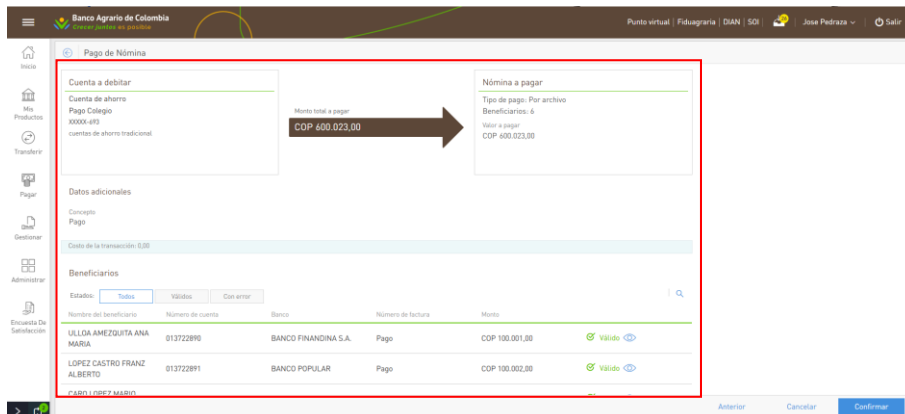 Banco Agrario de Colombia
Crecer juntos es posible
Punto virtual | Fiduagraria | DIAN | SOI | Jose Pedraza | Salir
Inicio
Mis Productos
Transferir
Pagar
Gestionar
Administrar
Encuesta De Satisfacción
Pago de Nómina
Cuenta a debitar
Cuenta de ahorro
Pago Colegio
XXXXX-693
cuentas de ahorro tradicional
Monto total a pagar
COP 600.023,00
Nómina a pagar
Tipo de pago: Por archivo
Beneficiarios: 6
Valor a pagar
COP 600.023,00
Datos adicionales
Concepto
Pago
Costo de la transacción: 0,00
Beneficiarios
Estados: Todos Válidos Con error
Nombre del beneficiario Número de cuenta Banco Número de factura Monto
ULLOA AMEZQUITA ANA MARIA 013722890 BANCO FINANDINA S.A. Pago COP 100.001,00 Válido
LOPEZ CASTRO FRANZ ALBERTO 013722891 BANCO POPULAR Pago COP 100.002,00 Válido
CARO LOPEZ MARIO
Anterior Cancelar Confirmar